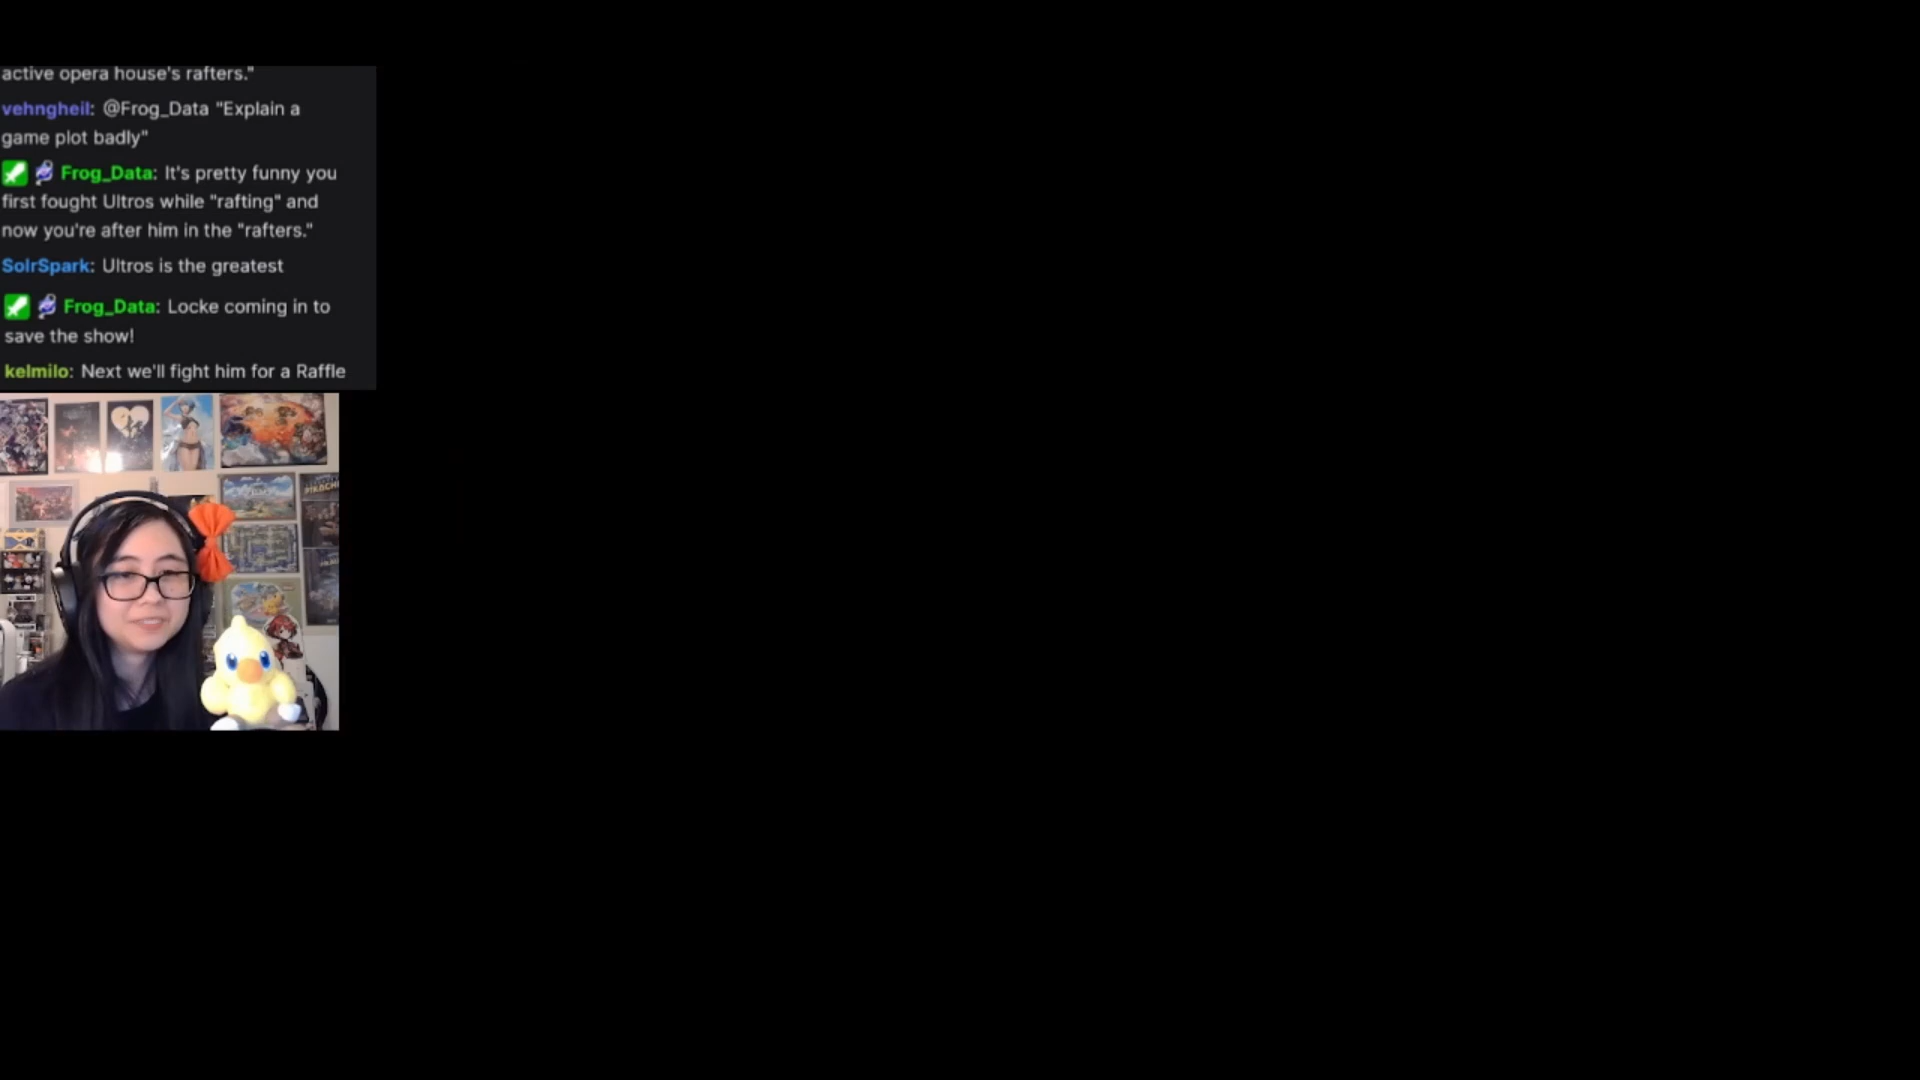 active opera house's rafters."
vehngheil: @Frog_Data "Explain a
game plot badly"
Frog_Data: It's pretty funny you
first fought Ultros while "rafting" and
now you're after him in the "rafters."
SolrSpark: Ultros is the greatest
Frog_Data: Locke coming in to
save the show!
kelmilo: Next we'll fight him for a Raffle